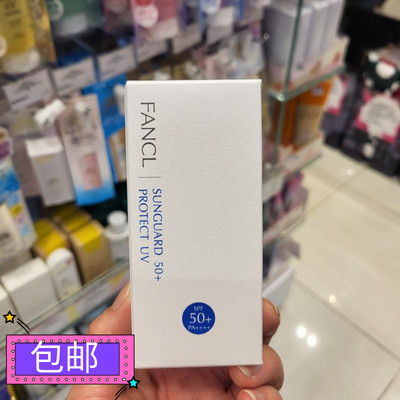 FANCL
SUNGUARD 50+
PROTECT UV
SPF
50+
PA++++
包邮